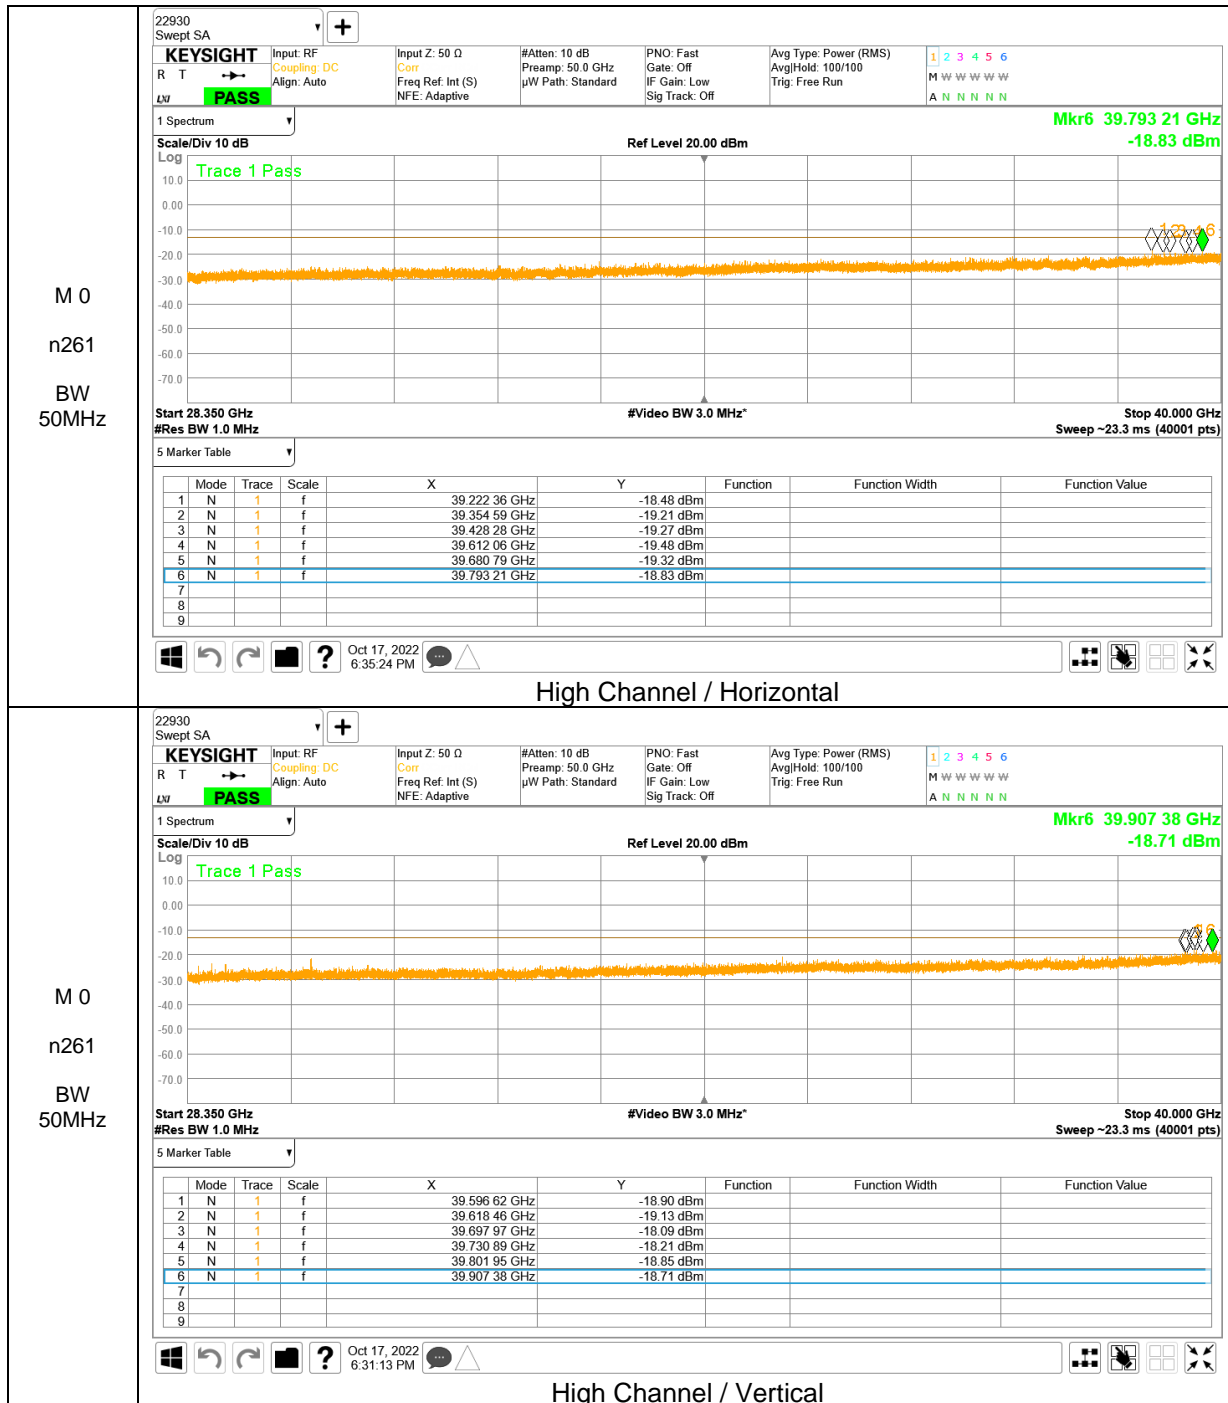 M 0
n261
BW
50MHz
22930
Swept SA
KEYSIGHT
R T
LXI
PASS
Input: RF
Coupling: DC
Align: Auto
Input Z: 50 Ω
Corr
Freq Ref: Int (S)
NFE: Adaptive
#Atten: 10 dB
Preamp: 50.0 GHz
µW Path: Standard
PNO: Fast
Gate: Off
IF Gain: Low
Sig Track: Off
Avg Type: Power (RMS)
Avg|Hold: 100/100
Trig: Free Run
1 2 3 4 5 6
M W W W W W
A N N N N N
1 Spectrum
Scale/Div 10 dB
Ref Level 20.00 dBm
Mkr6 39.793 21 GHz
-18.83 dBm
Log
Trace 1 Pass
10.0
0.00
-10.0
-20.0
-30.0
-40.0
-50.0
-60.0
-70.0
Start 28.350 GHz
#Res BW 1.0 MHz
#Video BW 3.0 MHz*
Stop 40.000 GHz
Sweep ~23.3 ms (40001 pts)
5 Marker Table
Mode Trace Scale X Y Function Function Width Function Value
1 N 1 f 39.222 36 GHz -18.48 dBm
2 N 1 f 39.354 59 GHz -19.21 dBm
3 N 1 f 39.428 28 GHz -19.27 dBm
4 N 1 f 39.612 06 GHz -19.48 dBm
5 N 1 f 39.680 79 GHz -19.32 dBm
6 N 1 f 39.793 21 GHz -18.83 dBm
7
8
9
?
Oct 17, 2022
6:35:24 PM
High Channel / Horizontal
M 0
n261
BW
50MHz
22930
Swept SA
KEYSIGHT
R T
LXI
PASS
Input: RF
Coupling: DC
Align: Auto
Input Z: 50 Ω
Corr
Freq Ref: Int (S)
NFE: Adaptive
#Atten: 10 dB
Preamp: 50.0 GHz
µW Path: Standard
PNO: Fast
Gate: Off
IF Gain: Low
Sig Track: Off
Avg Type: Power (RMS)
Avg|Hold: 100/100
Trig: Free Run
1 2 3 4 5 6
M W W W W W
A N N N N N
1 Spectrum
Scale/Div 10 dB
Ref Level 20.00 dBm
Mkr6 39.907 38 GHz
-18.71 dBm
Log
Trace 1 Pass
10.0
0.00
-10.0
-20.0
-30.0
-40.0
-50.0
-60.0
-70.0
Start 28.350 GHz
#Res BW 1.0 MHz
#Video BW 3.0 MHz*
Stop 40.000 GHz
Sweep ~23.3 ms (40001 pts)
5 Marker Table
Mode Trace Scale X Y Function Function Width Function Value
1 N 1 f 39.596 62 GHz -18.90 dBm
2 N 1 f 39.618 46 GHz -19.13 dBm
3 N 1 f 39.697 97 GHz -18.09 dBm
4 N 1 f 39.730 89 GHz -18.21 dBm
5 N 1 f 39.801 95 GHz -18.85 dBm
6 N 1 f 39.907 38 GHz -18.71 dBm
7
8
9
?
Oct 17, 2022
6:31:13 PM
High Channel / Vertical